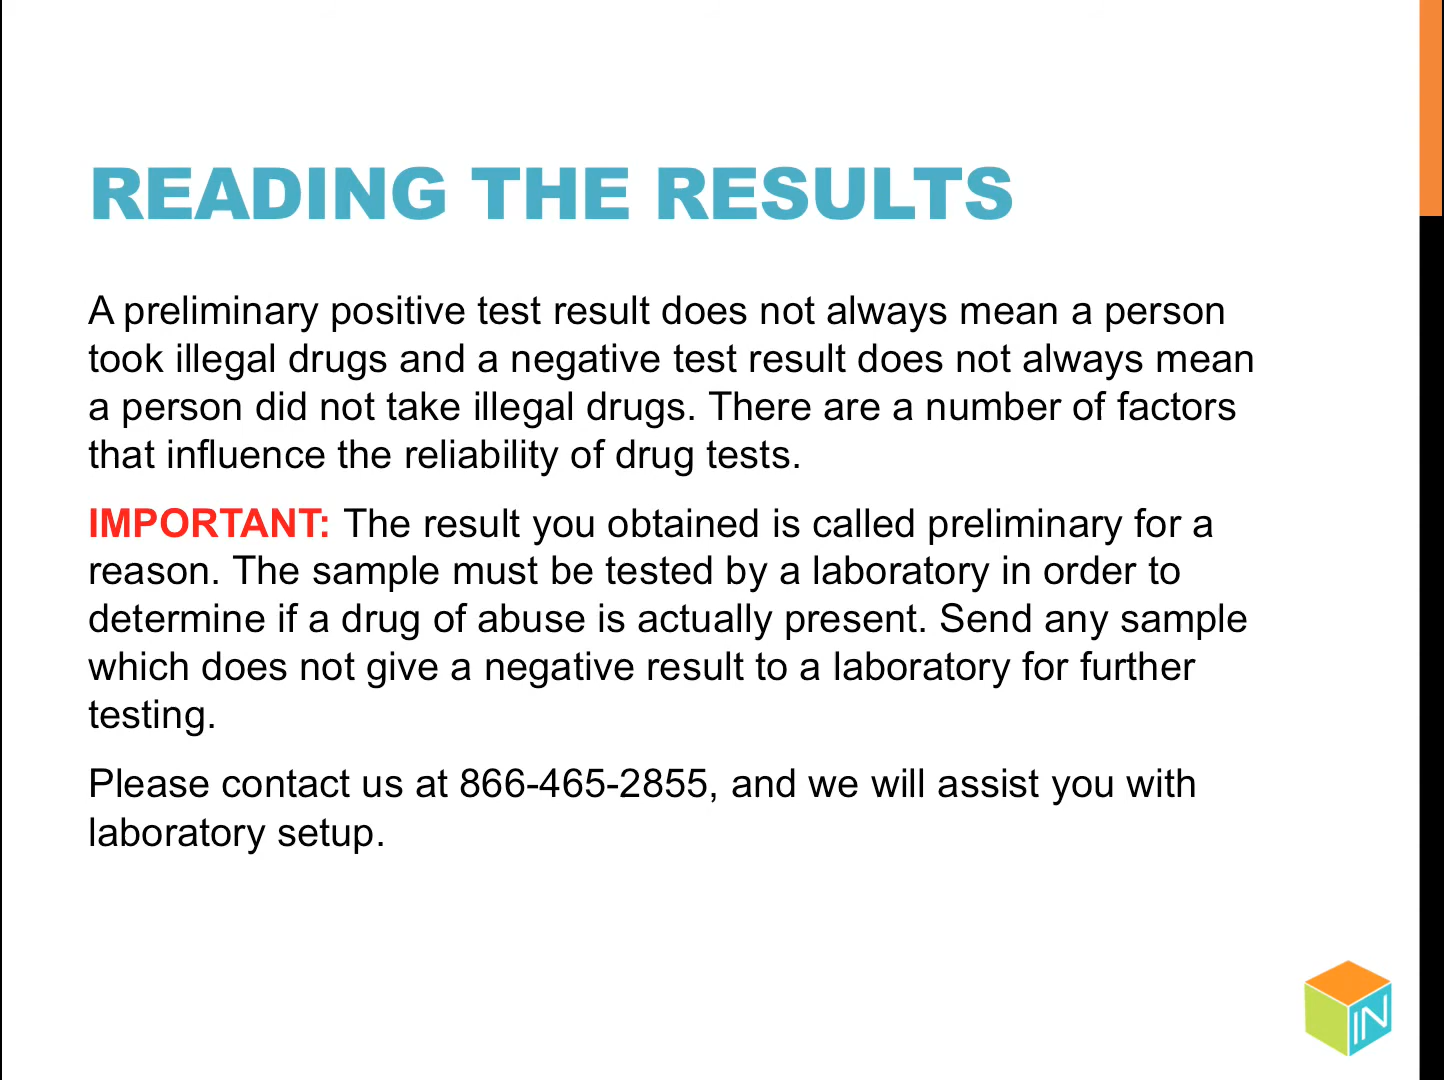 READING THE RESULTS
A preliminary positive test result does not always mean a person
took illegal drugs and a negative test result does not always mean
a person did not take illegal drugs. There are a number of factors
that influence the reliability of drug tests.
IMPORTANT: The result you obtained is called preliminary for a
reason. The sample must be tested by a laboratory in order to
determine if a drug of abuse is actually present. Send any sample
which does not give a negative result to a laboratory for further
testing.
Please contact us at 866-465-2855, and we will assist you with
laboratory setup.
IN